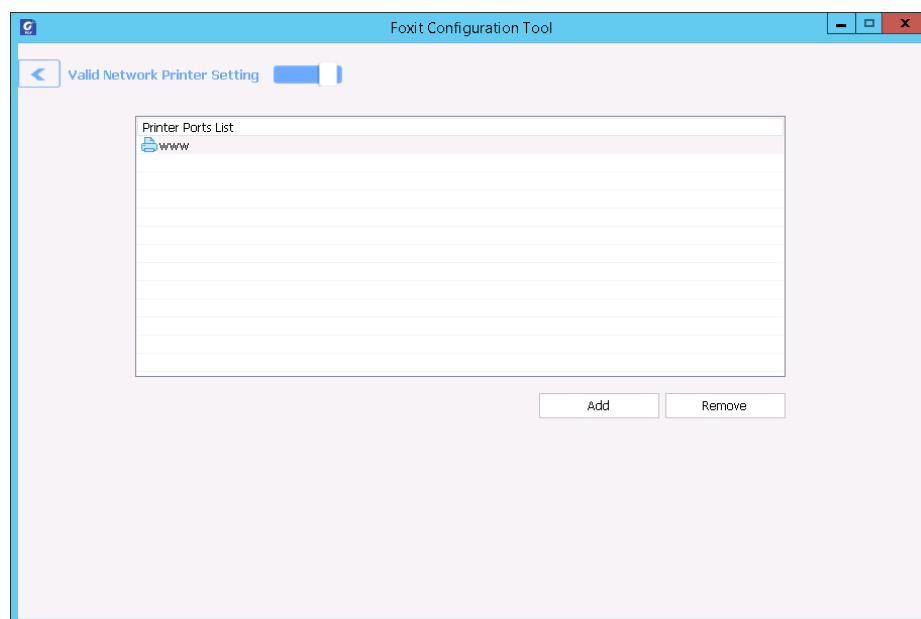 Foxit Configuration Tool
Valid Network Printer Setting
Printer Ports List
www
Add
Remove